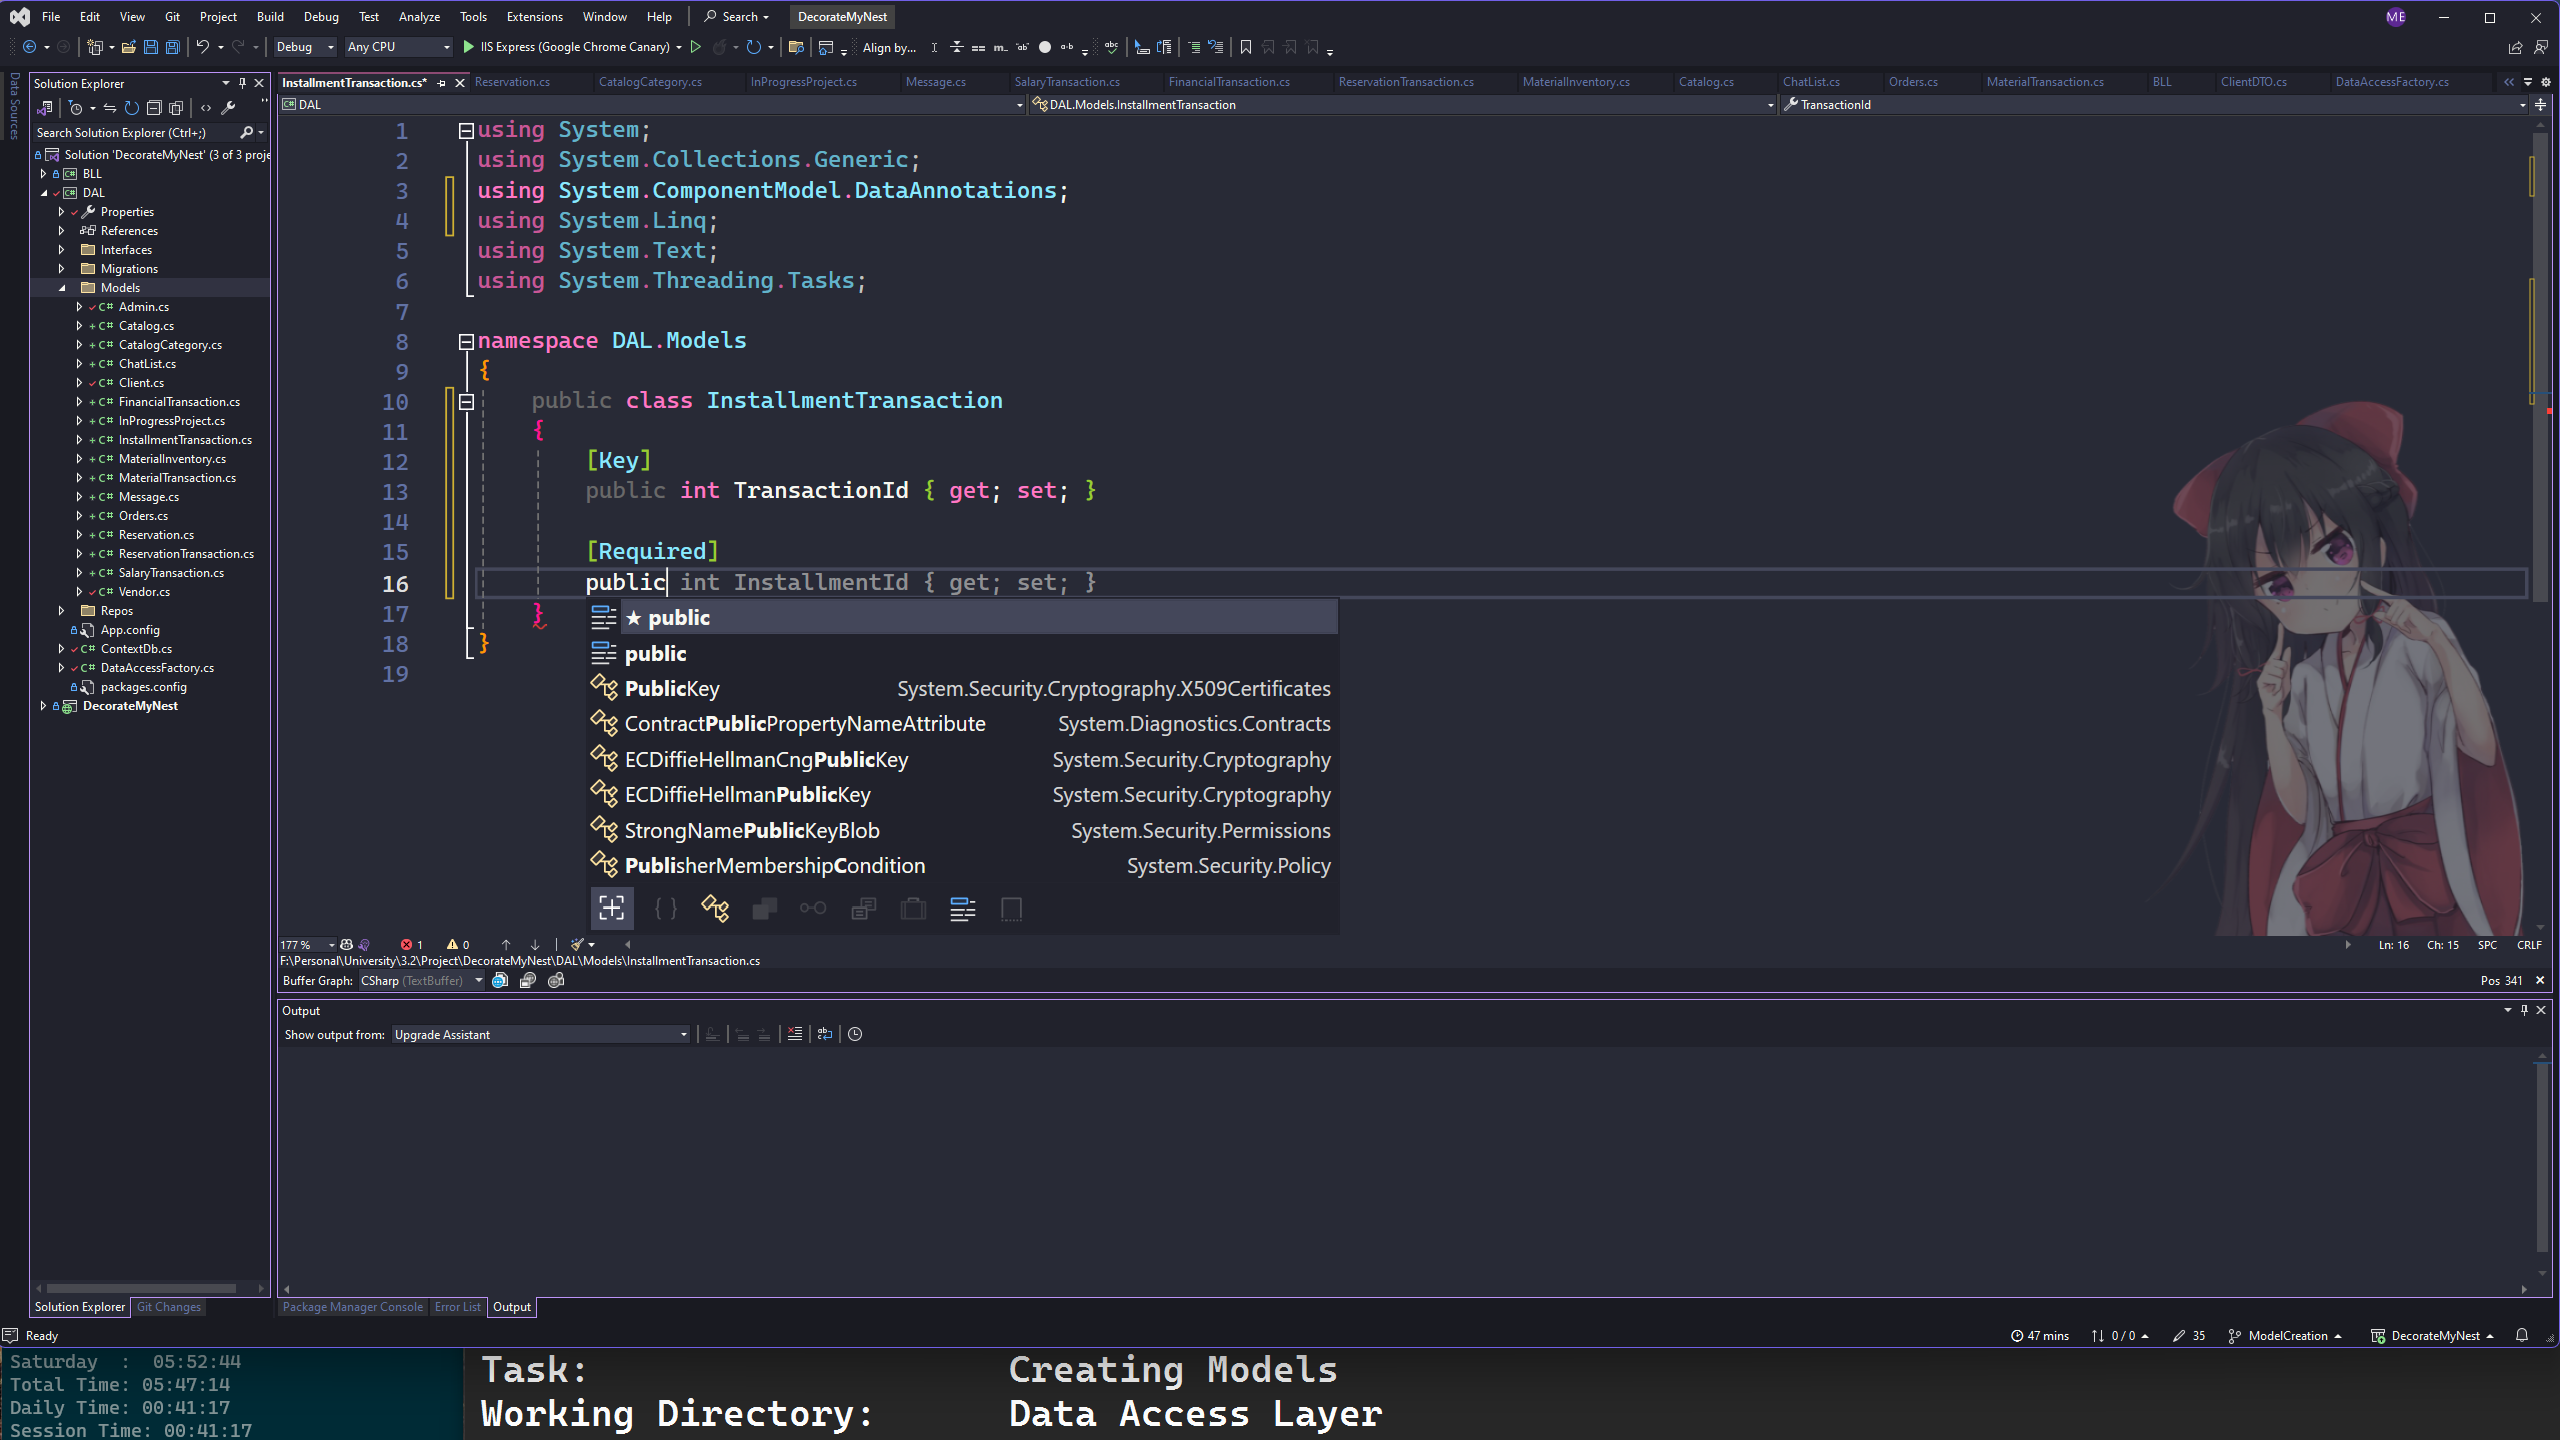 File Edit View Git Project Build Debug Test Analyze Tools Extensions Window Help Search DecorateMyNest ME
Debug Any CPU IIS Express (Google Chrome Canary) Align by...
Data Sources
Solution Explorer
Search Solution Explorer (Ctrl+;)
Solution 'DecorateMyNest' (3 of 3 proje
BLL
DAL
Properties
References
Interfaces
Migrations
Models
C# Admin.cs
C# Catalog.cs
C# CatalogCategory.cs
C# ChatList.cs
C# Client.cs
C# FinancialTransaction.cs
C# InProgressProject.cs
C# InstallmentTransaction.cs
C# MaterialInventory.cs
C# MaterialTransaction.cs
C# Message.cs
C# Orders.cs
C# Reservation.cs
C# ReservationTransaction.cs
C# SalaryTransaction.cs
C# Vendor.cs
Repos
App.config
C# ContextDb.cs
C# DataAccessFactory.cs
packages.config
DecorateMyNest
Solution Explorer Git Changes
InstallmentTransaction.cs* Reservation.cs CatalogCategory.cs InProgressProject.cs Message.cs SalaryTransaction.cs FinancialTransaction.cs ReservationTransaction.cs MaterialInventory.cs Catalog.cs ChatList.cs Orders.cs MaterialTransaction.cs BLL ClientDTO.cs DataAccessFactory.cs
C# DAL DAL.Models.InstallmentTransaction TransactionId
1 using System;
2 using System.Collections.Generic;
3 using System.ComponentModel.DataAnnotations;
4 using System.Linq;
5 using System.Text;
6 using System.Threading.Tasks;
7
8 namespace DAL.Models
9 {
10 public class InstallmentTransaction
11 {
12 [Key]
13 public int TransactionId { get; set; }
14
15 [Required]
16 public int InstallmentId { get; set; }
17 }
18 }
19
★ public
public
PublicKey System.Security.Cryptography.X509Certificates
ContractPublicPropertyNameAttribute System.Diagnostics.Contracts
ECDiffieHellmanCngPublicKey System.Security.Cryptography
ECDiffieHellmanPublicKey System.Security.Cryptography
StrongNamePublicKeyBlob System.Security.Permissions
PublisherMembershipCondition System.Security.Policy
177 % 1 0 Ln: 16 Ch: 15 SPC CRLF
F:\Personal\University\3.2\Project\DecorateMyNest\DAL\Models\InstallmentTransaction.cs
Buffer Graph: CSharp (TextBuffer) Pos 341
Output
Show output from: Upgrade Assistant
Package Manager Console Error List Output
Ready 47 mins 0 / 0 35 ModelCreation DecorateMyNest
Saturday : 05:52:44
Total Time: 05:47:14
Daily Time: 00:41:17
Session Time: 00:41:17
Task: Creating Models
Working Directory: Data Access Layer